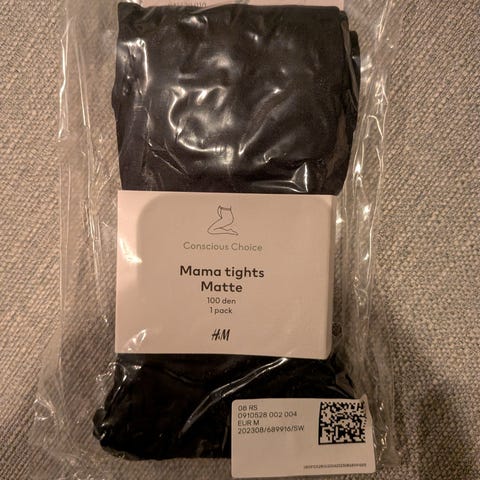 Conscious Choice
Mama tights
Matte
100 den
1 pack
H&M
08 RS
0910528 002 004
EUR M
202308/689916/SW